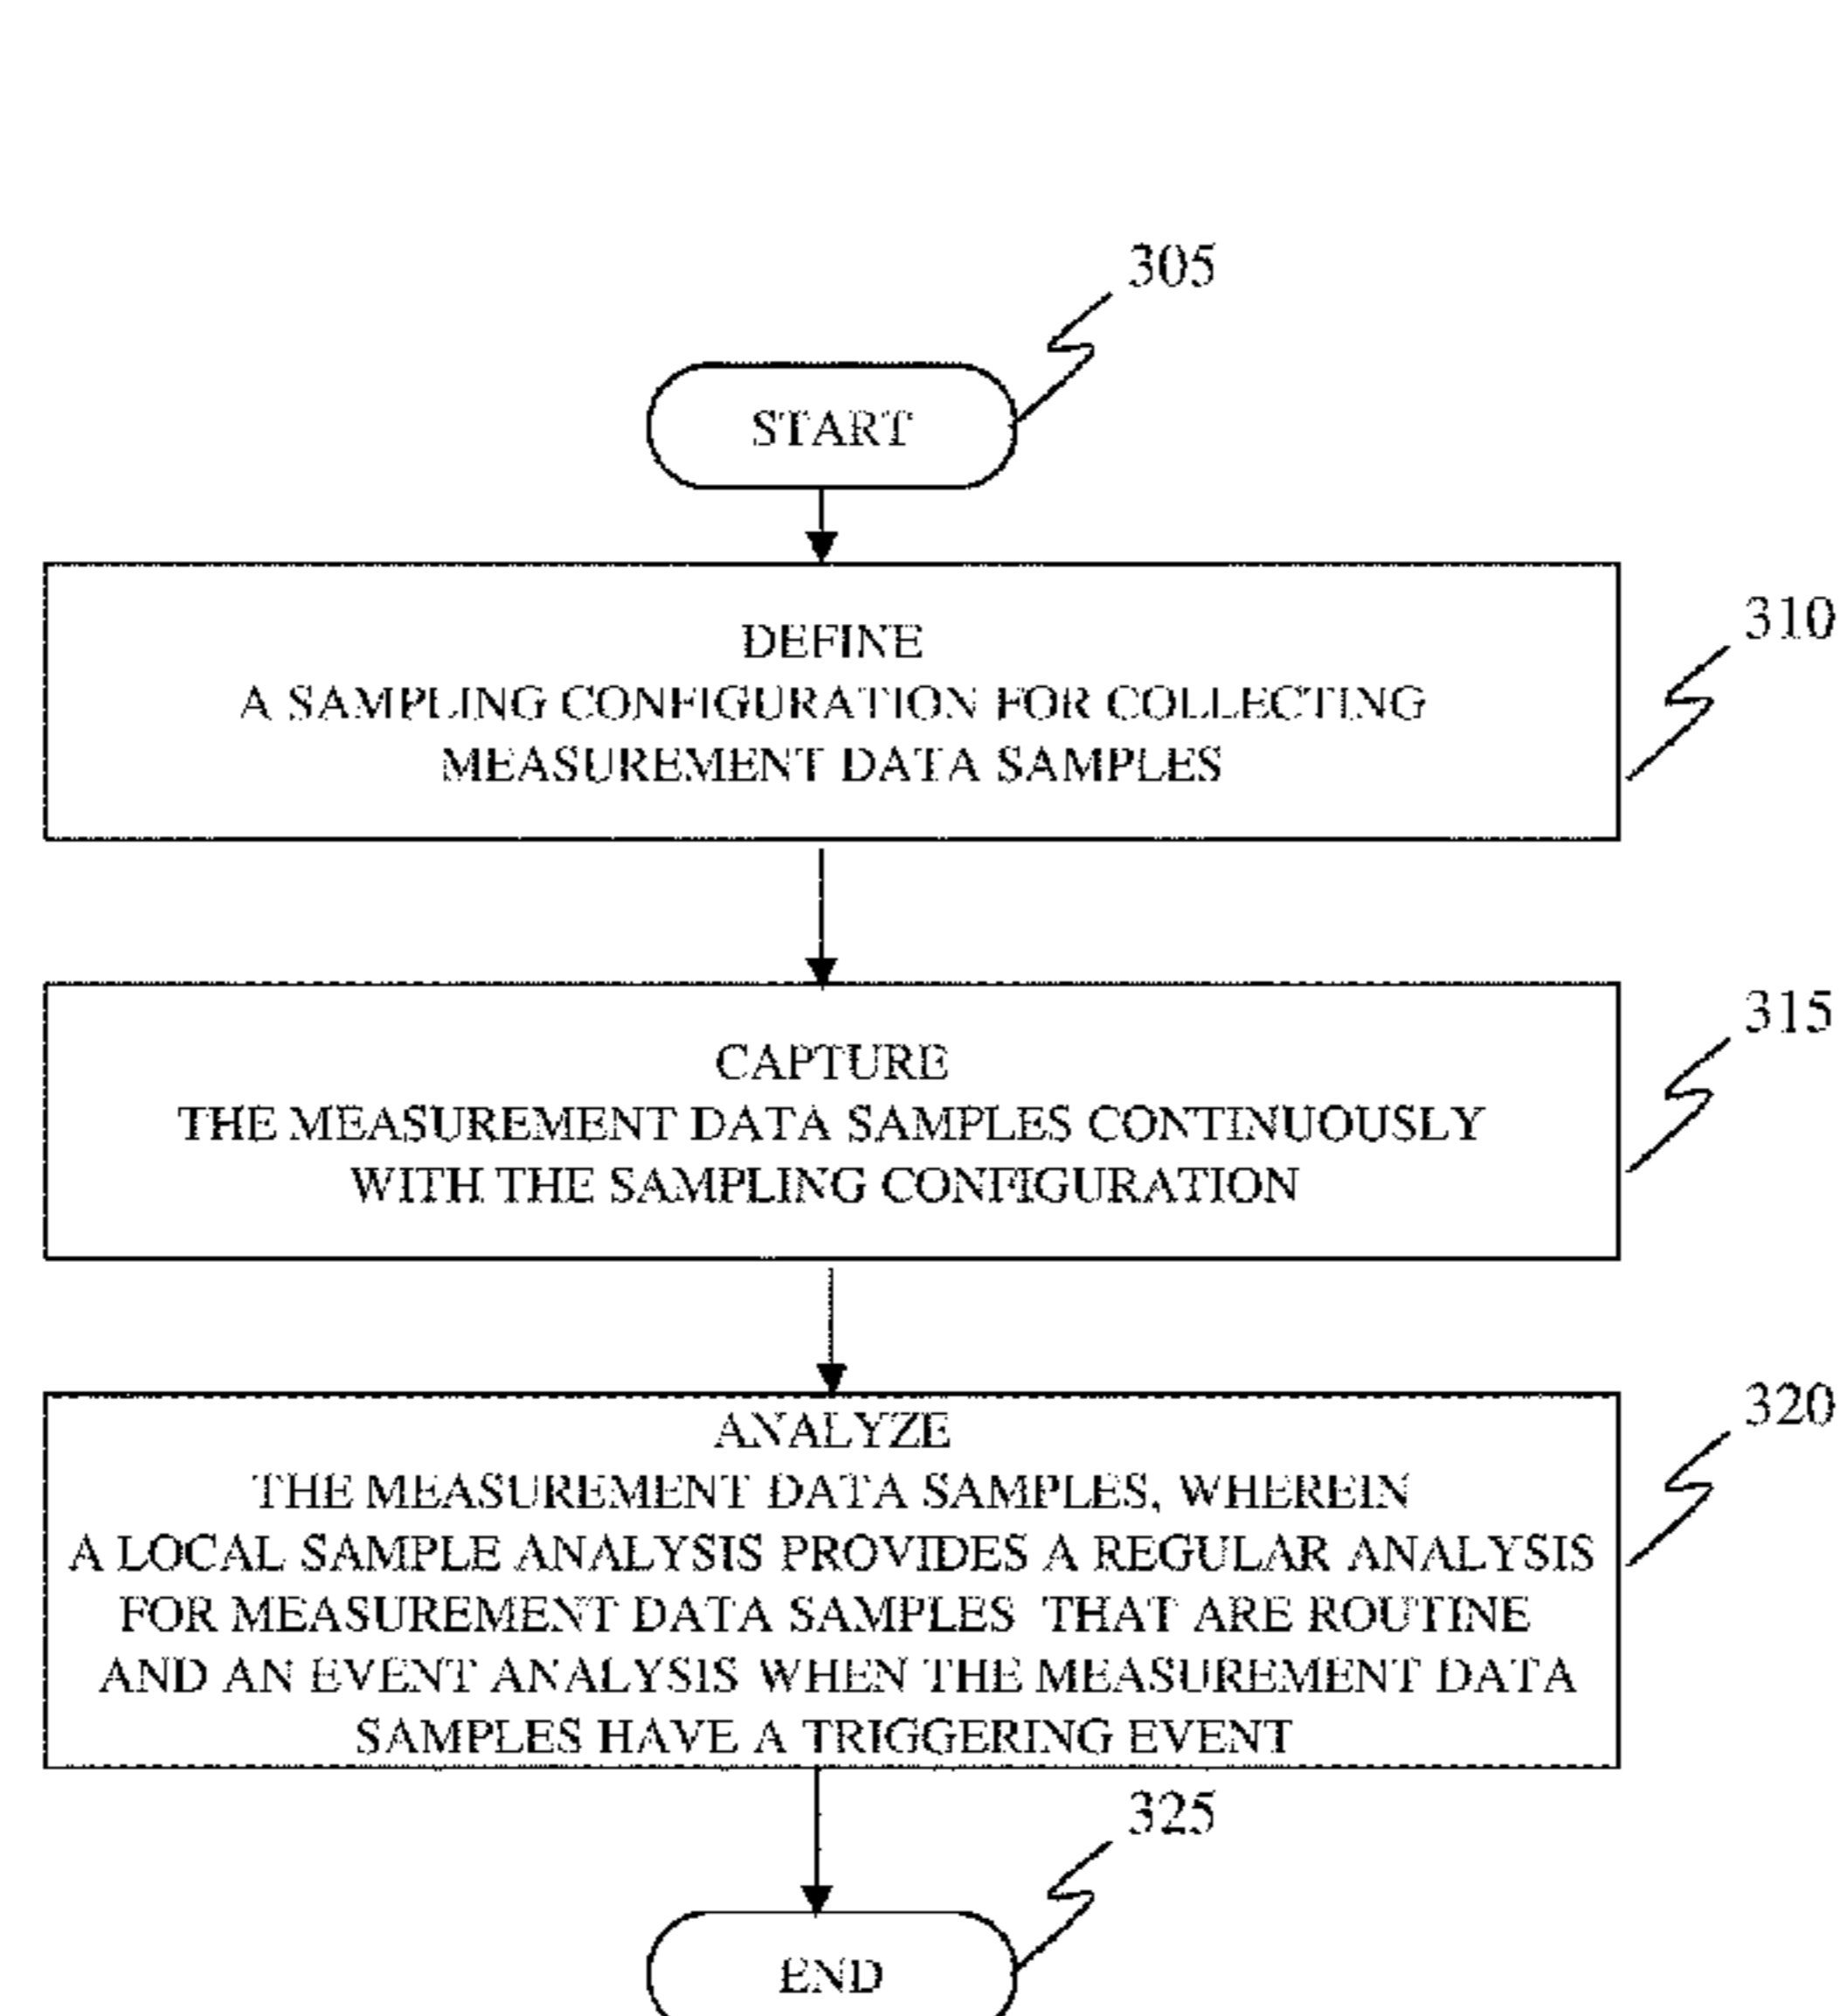 305
START
310
DEFINE
A SAMPLING CONFIGURATION FOR COLLECTING
MEASUREMENT DATA SAMPLES
315
CAPTURE
THE MEASUREMENT DATA SAMPLES CONTINUOUSLY
WITH THE SAMPLING CONFIGURATION
320
ANALYZE
THE MEASUREMENT DATA SAMPLES, WHEREIN
A LOCAL SAMPLE ANALYSIS PROVIDES A REGULAR ANALYSIS
FOR MEASUREMENT DATA SAMPLES THAT ARE ROUTINE
AND AN EVENT ANALYSIS WHEN THE MEASUREMENT DATA
SAMPLES HAVE A TRIGGERING EVENT
325
END